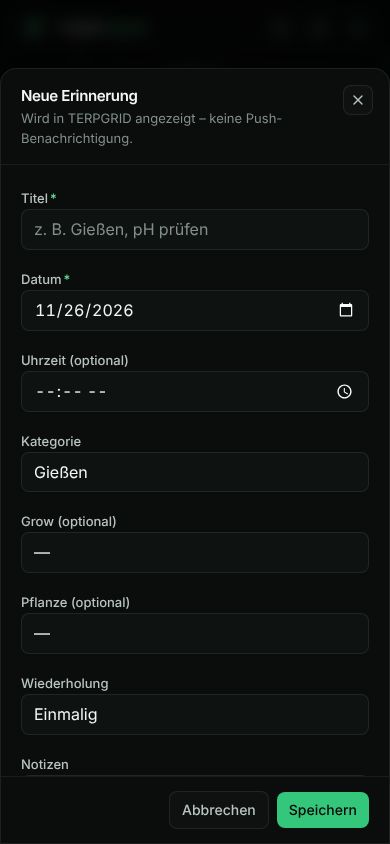 Neue Erinnerung
Wird in TERPGRID angezeigt – keine Push-
Benachrichtigung.
Titel *
z. B. Gießen, pH prüfen
Datum *
11/26/2026
Uhrzeit (optional)
--:-- --
Kategorie
Gießen
Grow (optional)
—
Pflanze (optional)
—
Wiederholung
Einmalig
Notizen
Abbrechen
Speichern